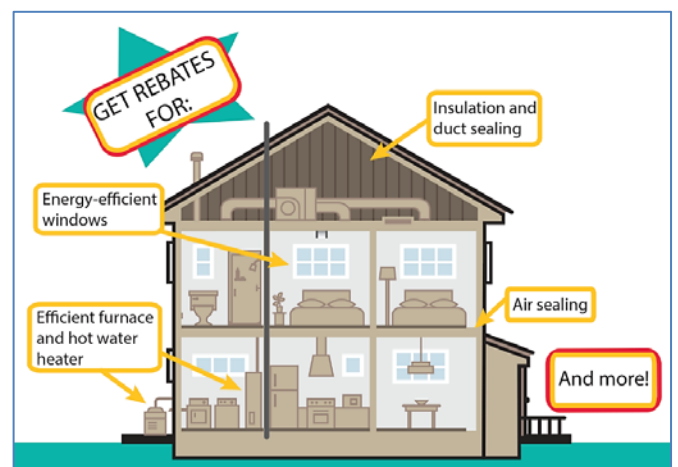 GET REBATES
FOR:
Insulation and
duct sealing
Energy-efficient
windows
Air sealing
Efficient furnace
and hot water
heater
And more!